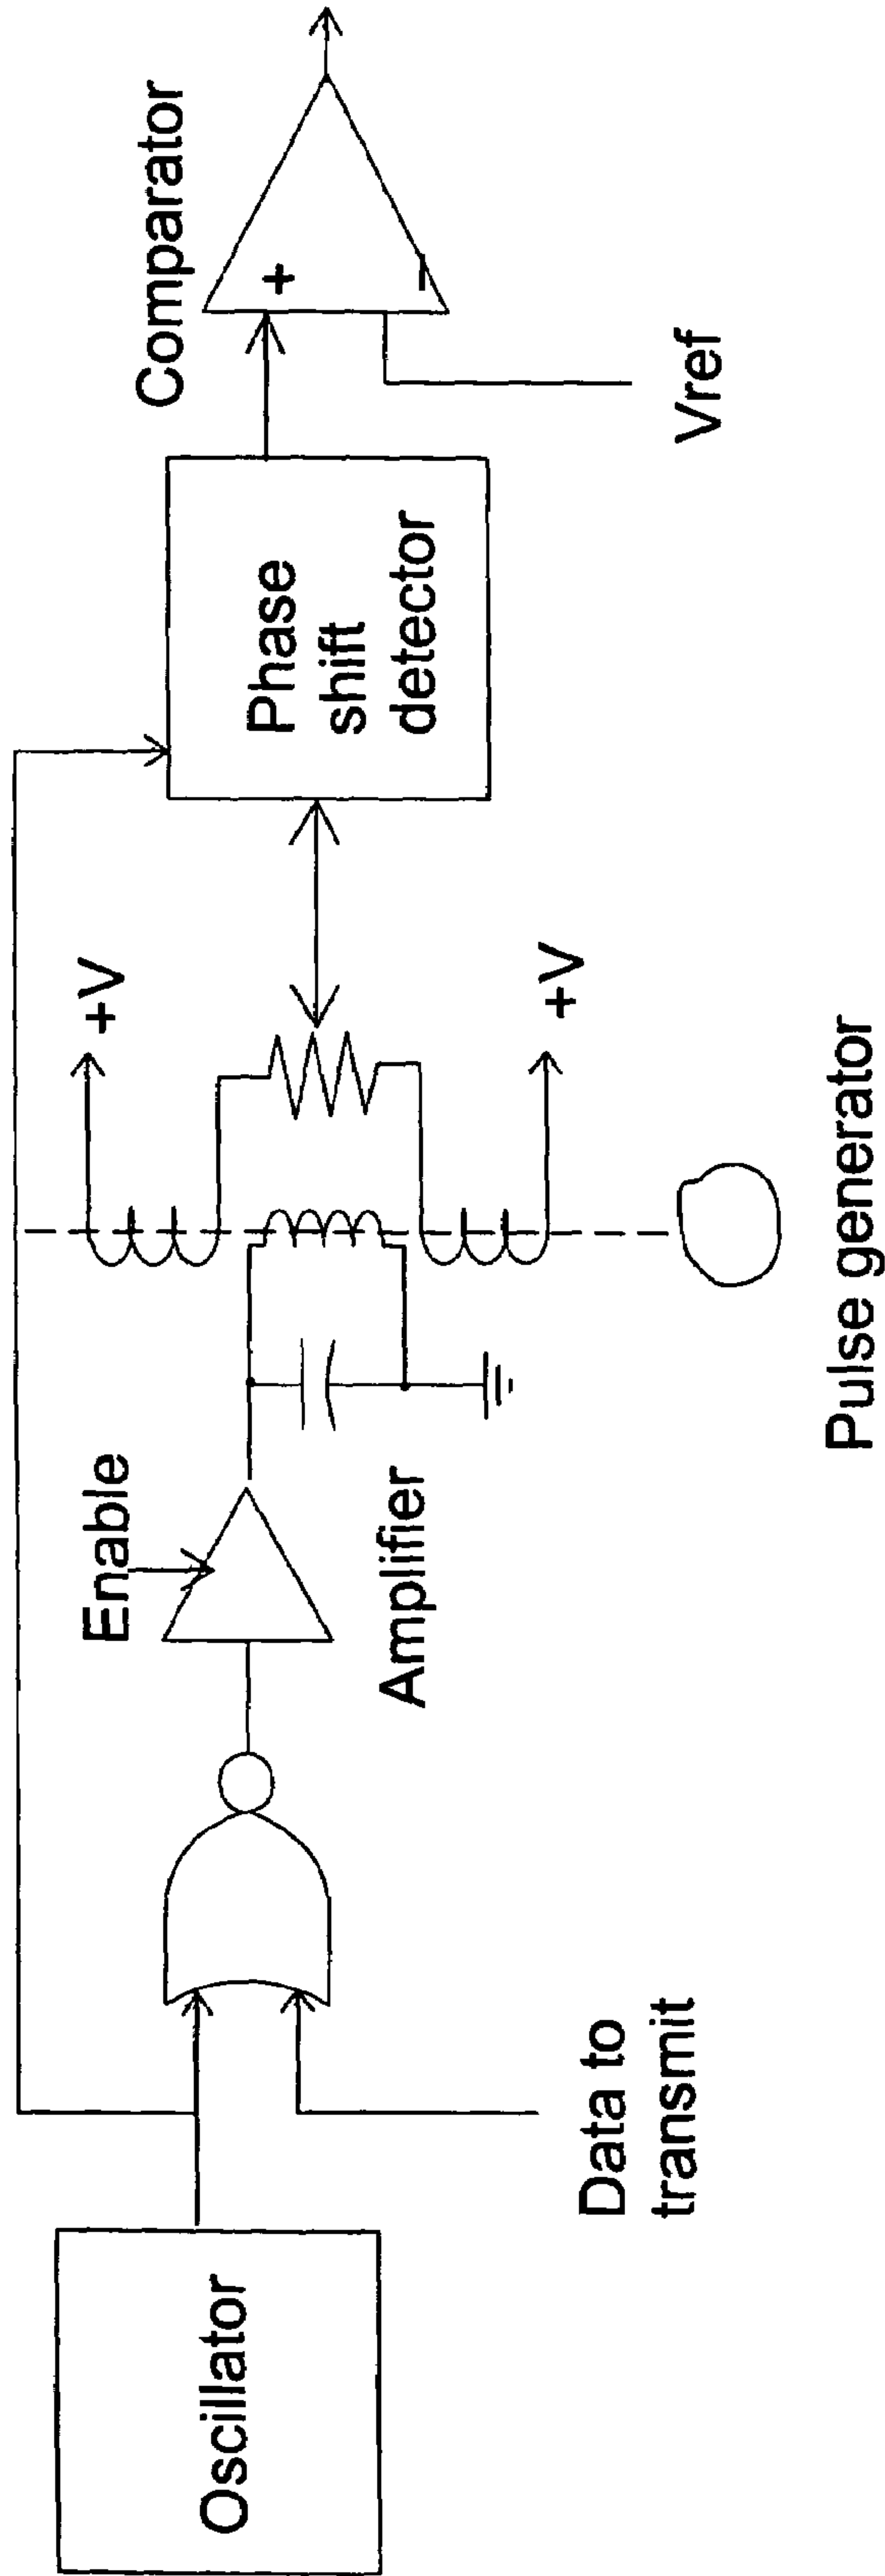 Oscillator
Data to
transmit
Enable
Amplifier
+V
+V
Pulse generator
Phase
shift
detector
Comparator
+
−
Vref